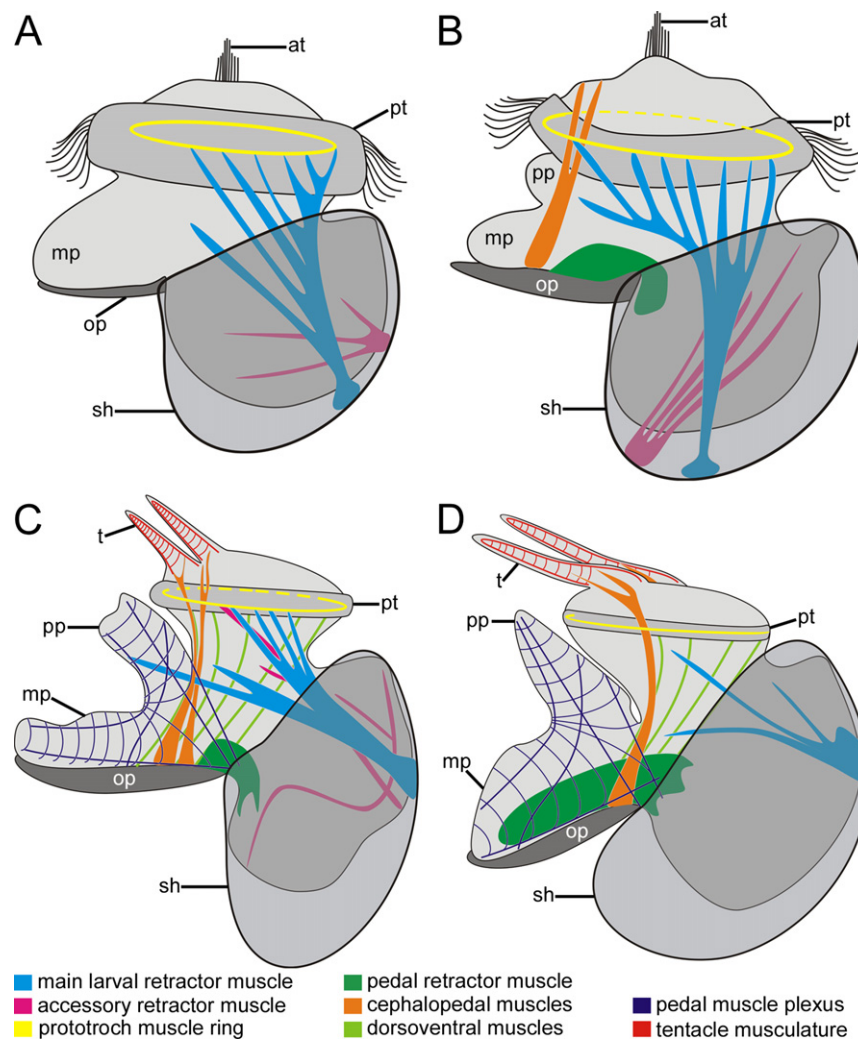 A
at
pt
mp
op
sh
B
at
pt
pp
mp
op
sh
C
t
pt
pp
mp
op
sh
D
t
pt
pp
mp
op
sh
main larval retractor muscle
accessory retractor muscle
prototroch muscle ring
pedal retractor muscle
cephalopedal muscles
dorsoventral muscles
pedal muscle plexus
tentacle musculature